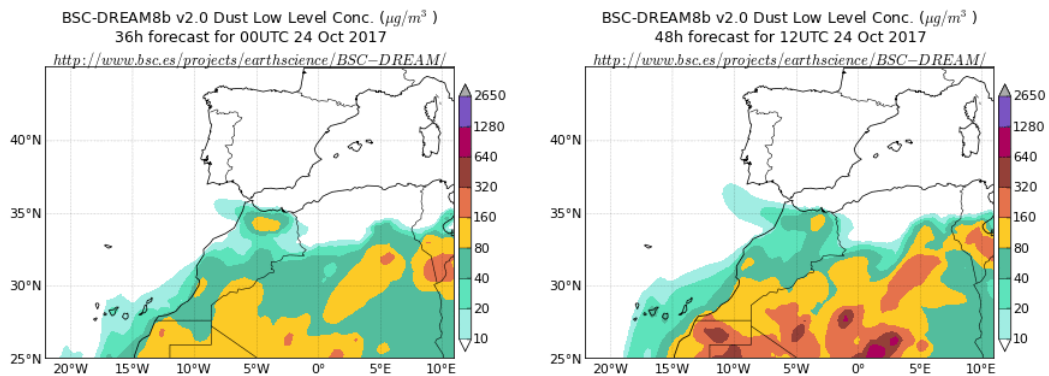 BSC-DREAM8b v2.0 Dust Low Level Conc. (μg/m³ )
36h forecast for 00UTC 24 Oct 2017
http://www.bsc.es/projects/earthscience/BSC−DREAM/
40°N
35°N
30°N
25°N
20°W 15°W 10°W 5°W 0° 5°E 10°E
2650
1280
640
320
160
80
40
20
10
BSC-DREAM8b v2.0 Dust Low Level Conc. (μg/m³ )
48h forecast for 12UTC 24 Oct 2017
http://www.bsc.es/projects/earthscience/BSC−DREAM/
40°N
35°N
30°N
25°N
20°W 15°W 10°W 5°W 0° 5°E 10°E
2650
1280
640
320
160
80
40
20
10